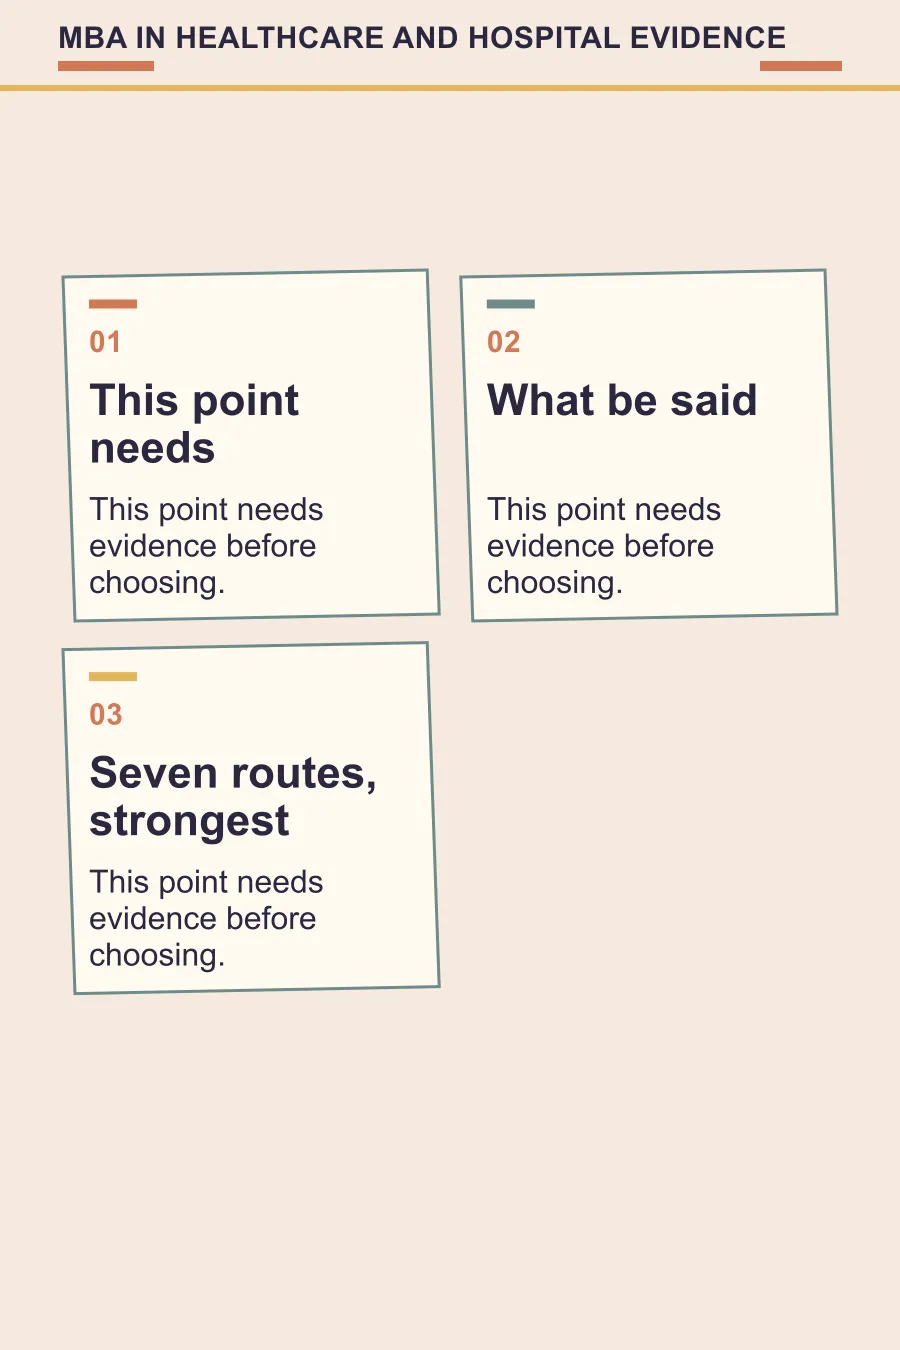 MBA IN HEALTHCARE AND HOSPITAL EVIDENCE
01
This point
needs
This point needs
evidence before
choosing.
02
What be said
This point needs
evidence before
choosing.
03
Seven routes,
strongest
This point needs
evidence before
choosing.